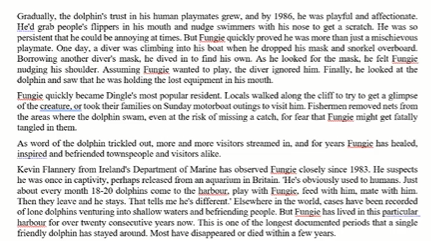 Gradually, the dolphin's trust in his human playmates grew, and by 1986, he was playful and affectionate.
He'd grab people's flippers in his mouth and nudge swimmers with his nose to get a scratch. He was so
persistent that he could be annoying at times. But Fungie quickly proved he was more than just a mischievous
playmate. One day, a diver was climbing into his boat when he dropped his mask and snorkel overboard.
Borrowing another diver's mask, he dived in to find his own. As he looked for the mask, he felt Fungie
nudging his shoulder. Assuming Fungie wanted to play, the diver ignored him. Finally, he looked at the
dolphin and saw that he was holding the lost equipment in his mouth.
Fungie quickly became Dingle's most popular resident. Locals walked along the cliff to try to get a glimpse
of the creature, or took their families on Sunday motorboat outings to visit him. Fishermen removed nets from
the areas where the dolphin swam, even at the risk of missing a catch, for fear that Fungie might get fatally
tangled in them.
As word of the dolphin trickled out, more and more visitors streamed in, and for years Fungie has healed,
inspired and befriended townspeople and visitors alike.
Kevin Flannery from Ireland's Department of Marine has observed Fungie closely since 1983. He suspects
he was once in captivity, perhaps released from an aquarium in Britain. 'He's obviously used to humans. Just
about every month 18-20 dolphins come to the harbour, play with Fungie, feed with him, mate with him.
Then they leave and he stays. That tells me he's different.' Elsewhere in the world, cases have been recorded
of lone dolphins venturing into shallow waters and befriending people. But Fungie has lived in this particular
harbour for over twenty consecutive years now. This is one of the longest documented periods that a single
friendly dolphin has stayed around. Most have disappeared or died within a few years.